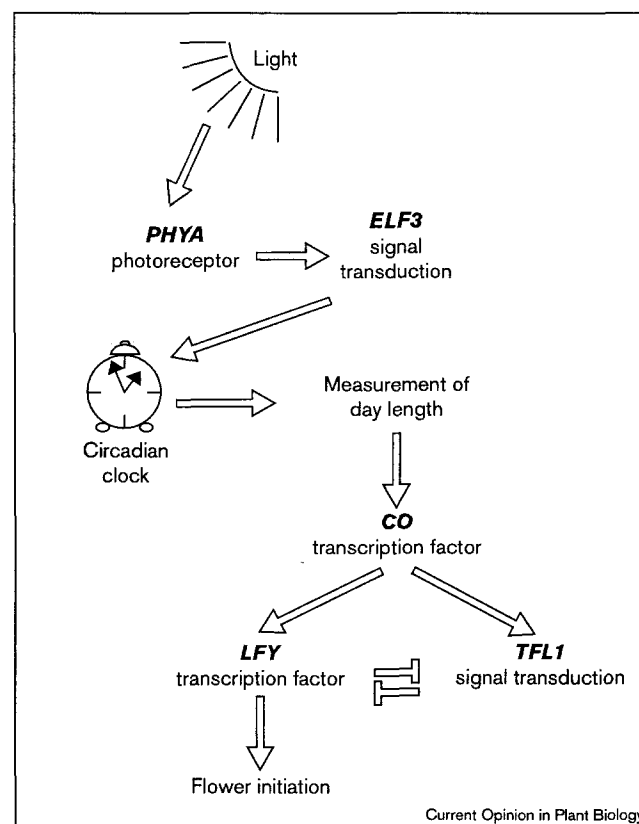 Light
PHYA
photoreceptor
ELF3
signal
transduction
Circadian
clock
Measurement of
day length
CO
transcription factor
LFY
transcription factor
TFL1
signal transduction
Flower initiation
Current Opinion in Plant Biology